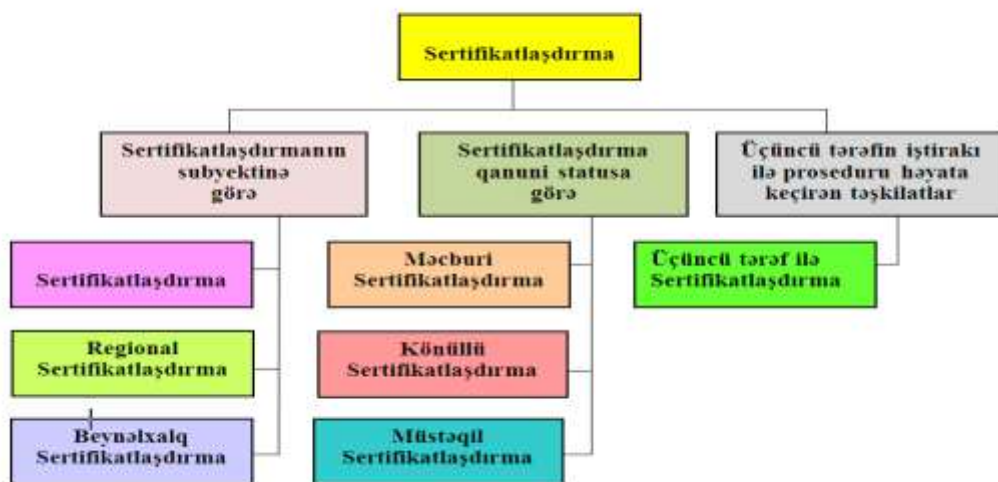 Sertifikatlaşdırma
Sertifikatlaşdırmanın
subyektinə
görə
Sertifikatlaşdırma
qanuni statusa
görə
Üçüncü tərəfin iştirakı
ilə proseduru həyata
keçirən təşkilatlar
Sertifikatlaşdırma
Regional
Sertifikatlaşdırma
Beynəlxalq
Sertifikatlaşdırma
Məcburi
Sertifikatlaşdırma
Könüllü
Sertifikatlaşdırma
Müstəqil
Sertifikatlaşdırma
Üçüncü tərəf ilə
Sertifikatlaşdırma